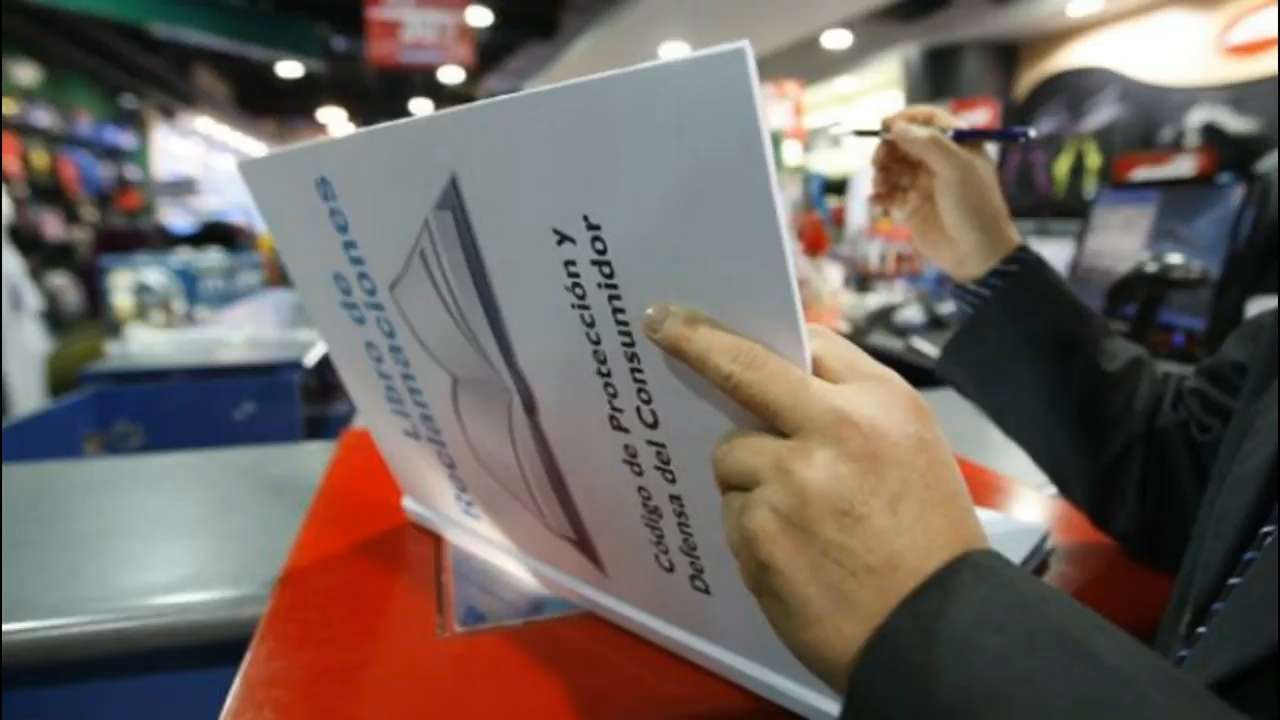 Libro de
Reclamaciones
Código de Protección y
Defensa del Consumidor